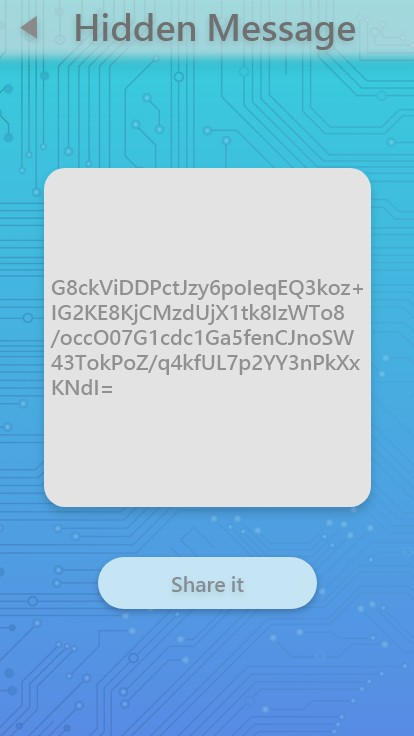 Hidden Message
G8ckViDDPctJzy6poIeqEQ3koz+
IG2KE8KjCMzdUjX1tk8IzWTo8
/occO07G1cdc1Ga5fenCJnoSW
43TokPoZ/q4kfUL7p2YY3nPkXx
KNdI=
Share it